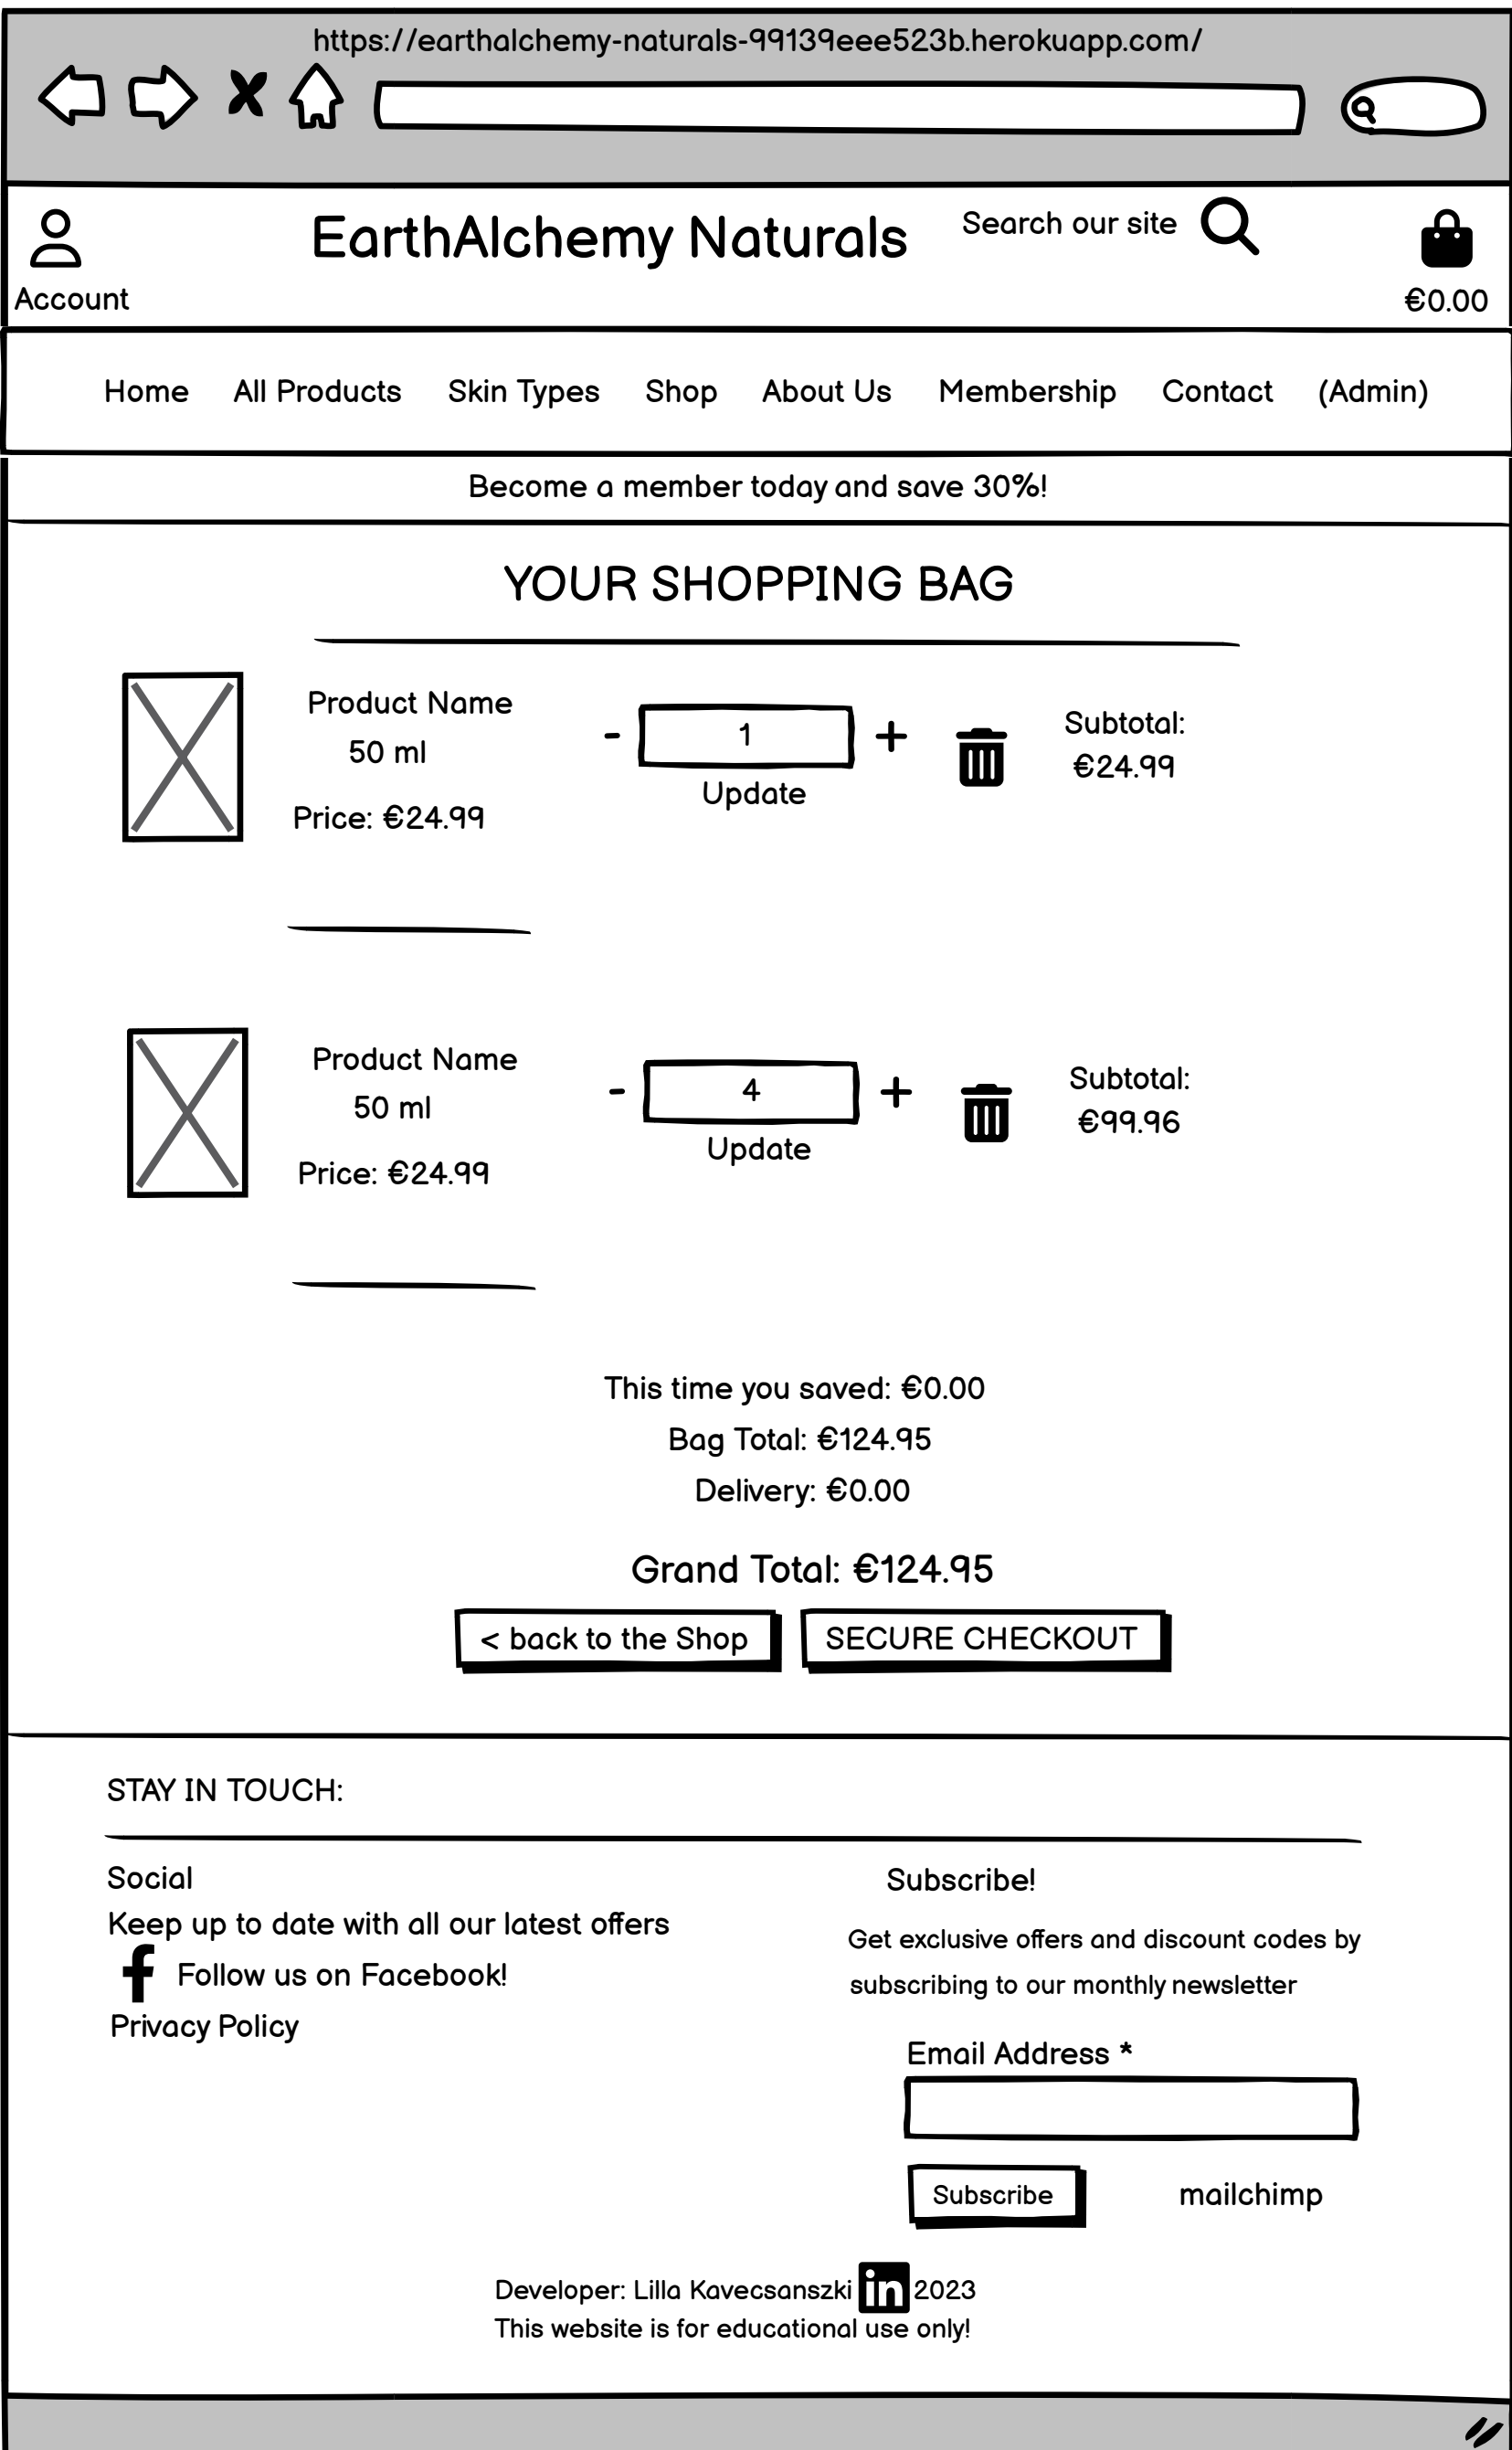 https://earthalchemy-naturals-99139eee523b.herokuapp.com/
EarthAlchemy Naturals
Search our site
Account
€0.00
Home All Products Skin Types Shop About Us Membership Contact (Admin)
Become a member today and save 30%!
YOUR SHOPPING BAG
Product Name
50 ml
Price: €24.99
- 1 +
Update
Subtotal:
€24.99
Product Name
50 ml
Price: €24.99
- 4 +
Update
Subtotal:
€99.96
This time you saved: €0.00
Bag Total: €124.95
Delivery: €0.00
Grand Total: €124.95
< back to the Shop
SECURE CHECKOUT
STAY IN TOUCH:
Social
Keep up to date with all our latest offers
Follow us on Facebook!
Privacy Policy
Subscribe!
Get exclusive offers and discount codes by
subscribing to our monthly newsletter
Email Address *
Subscribe
mailchimp
Developer: Lilla Kavecsanszki in 2023
This website is for educational use only!